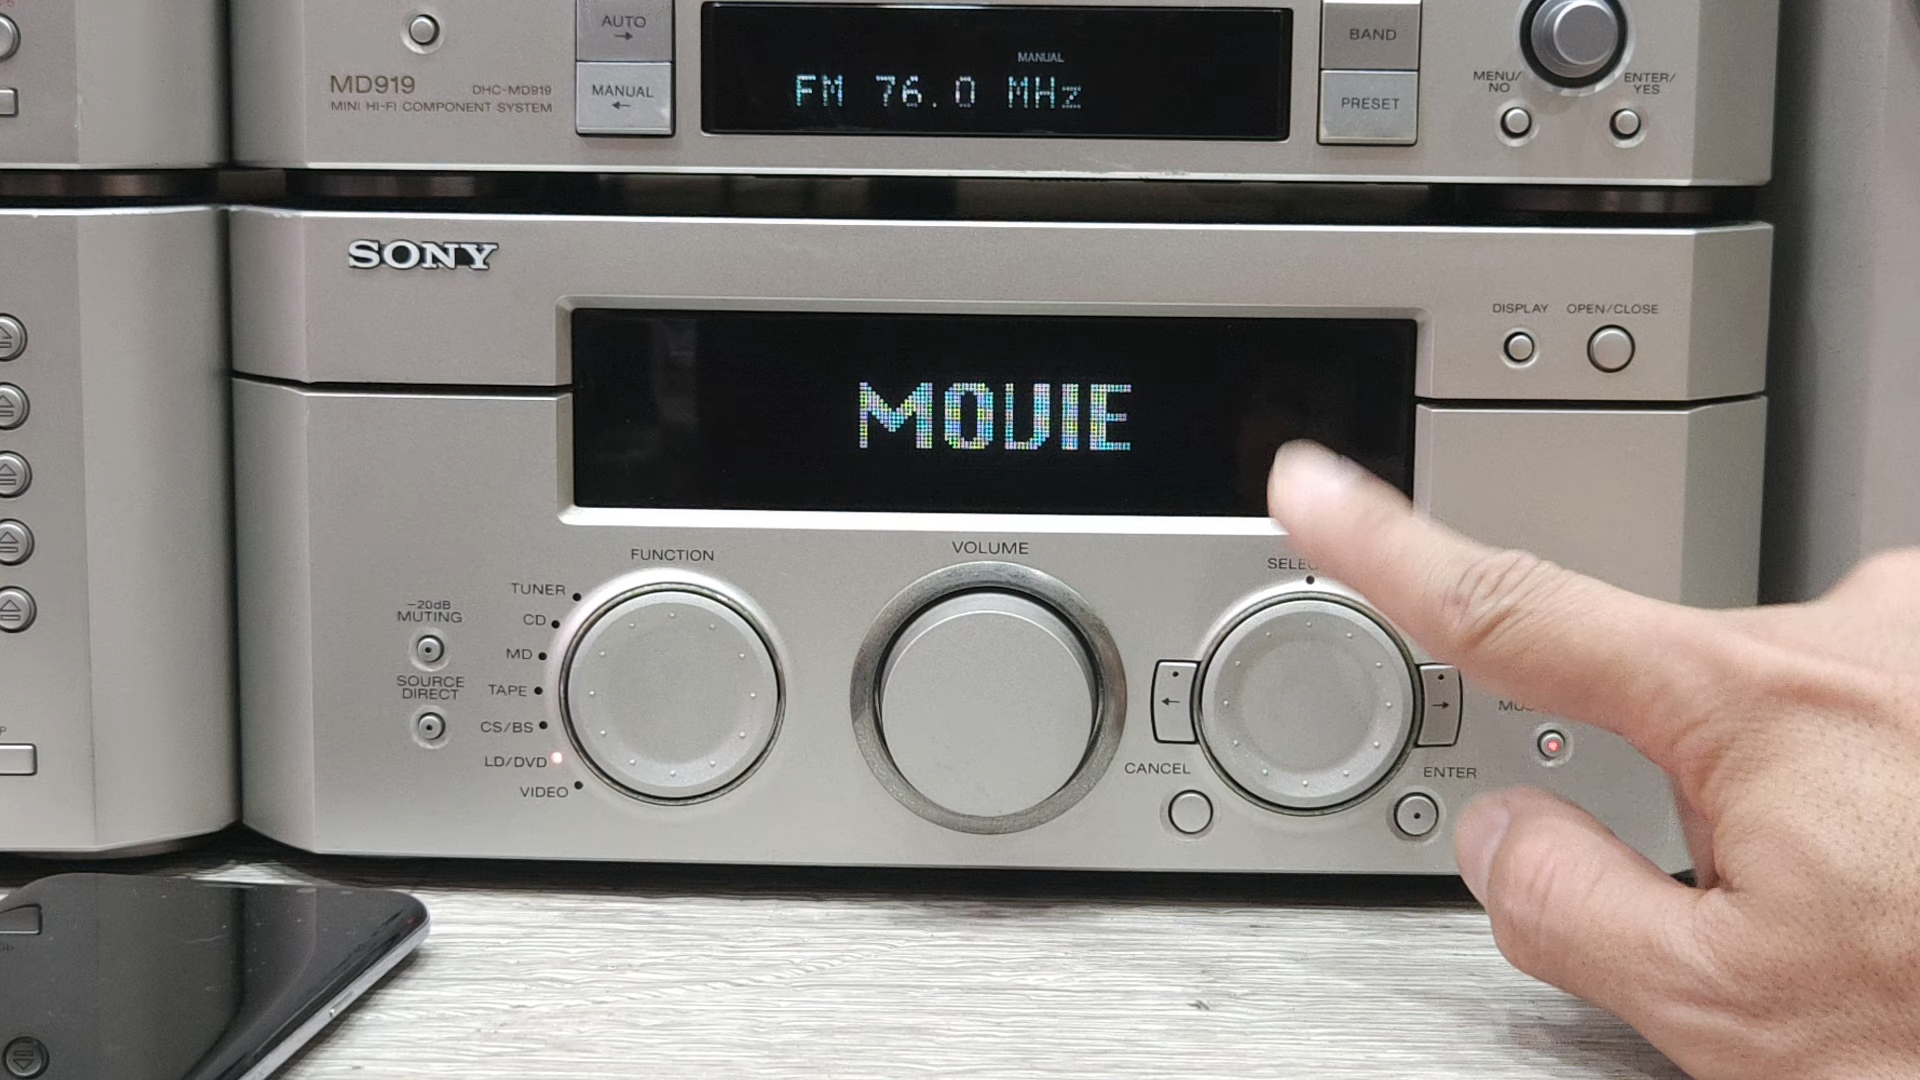 AUTO
MANUAL
MANUAL
FM 76.0 MHz
BAND
PRESET
MD919
DHC-MD919
MINI HI-FI COMPONENT SYSTEM
MENU/
NO
ENTER/
YES
SONY
DISPLAY
OPEN/CLOSE
MOVIE
FUNCTION
VOLUME
TUNER
CD
MD
TAPE
CS/BS
LD/DVD
VIDEO
-20dB
MUTING
SOURCE
DIRECT
CANCEL
ENTER